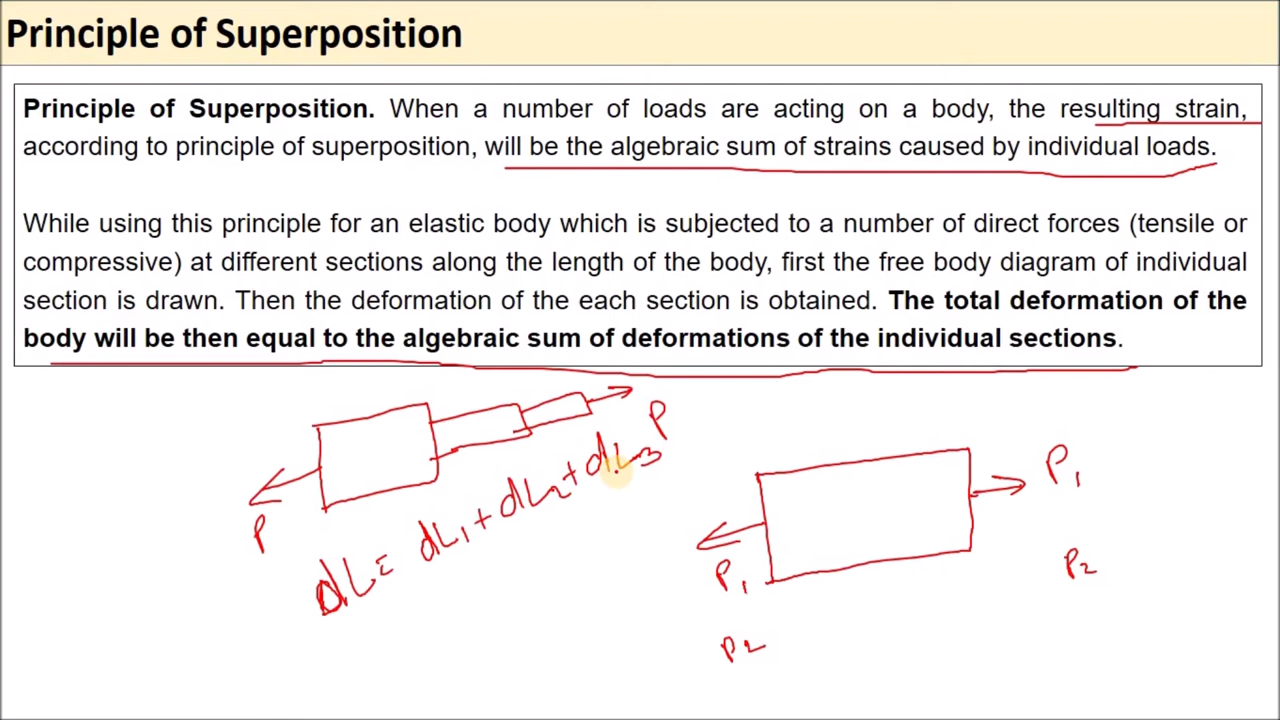 Principle of Superposition
Principle of Superposition. When a number of loads are acting on a body, the resulting strain,
according to principle of superposition, will be the algebraic sum of strains caused by individual loads.
While using this principle for an elastic body which is subjected to a number of direct forces (tensile or
compressive) at different sections along the length of the body, first the free body diagram of individual
section is drawn. Then the deformation of the each section is obtained. The total deformation of the
body will be then equal to the algebraic sum of deformations of the individual sections.
P
P
dL = dL1 + dL2 + dL3
P1
P1
P2
P2